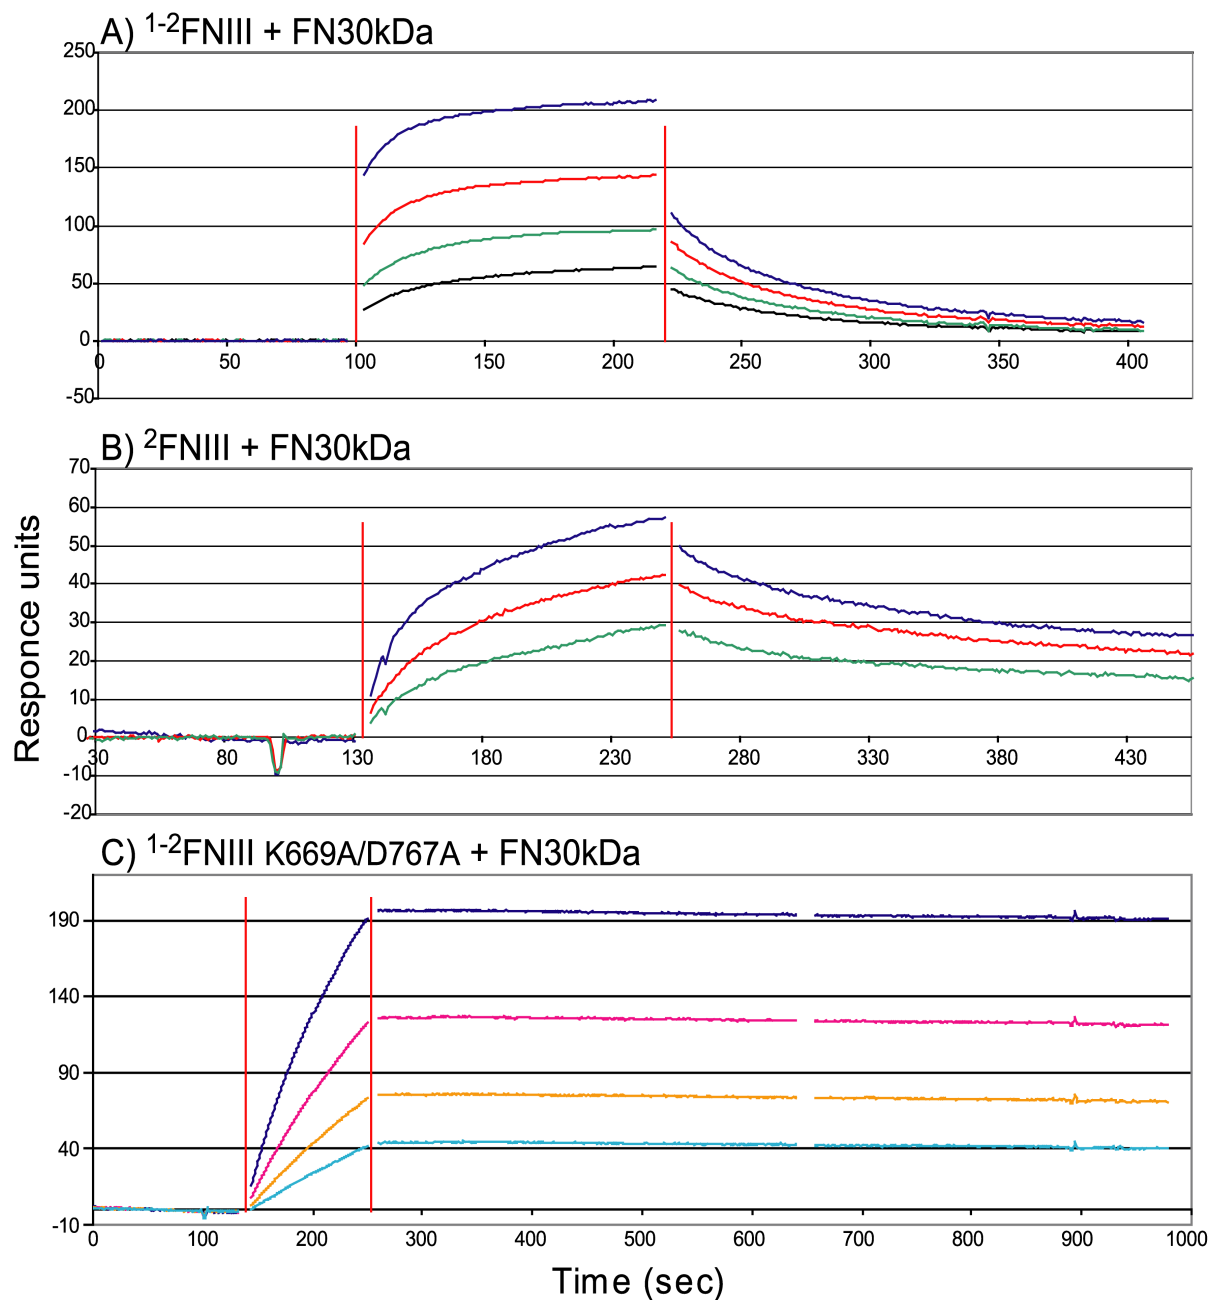 A) 1-2FNIII + FN30kDa
250
200
150
100
50
0
-50
0 50 100 150 200 250 300 350 400
B) 2FNIII + FN30kDa
70
60
50
40
30
20
10
0
-10
-20
30 80 130 180 230 280 330 380 430
Responce units
C) 1-2FNIII K669A/D767A + FN30kDa
190
140
90
40
-10
0 100 200 300 400 500 600 700 800 900 1000
Time (sec)